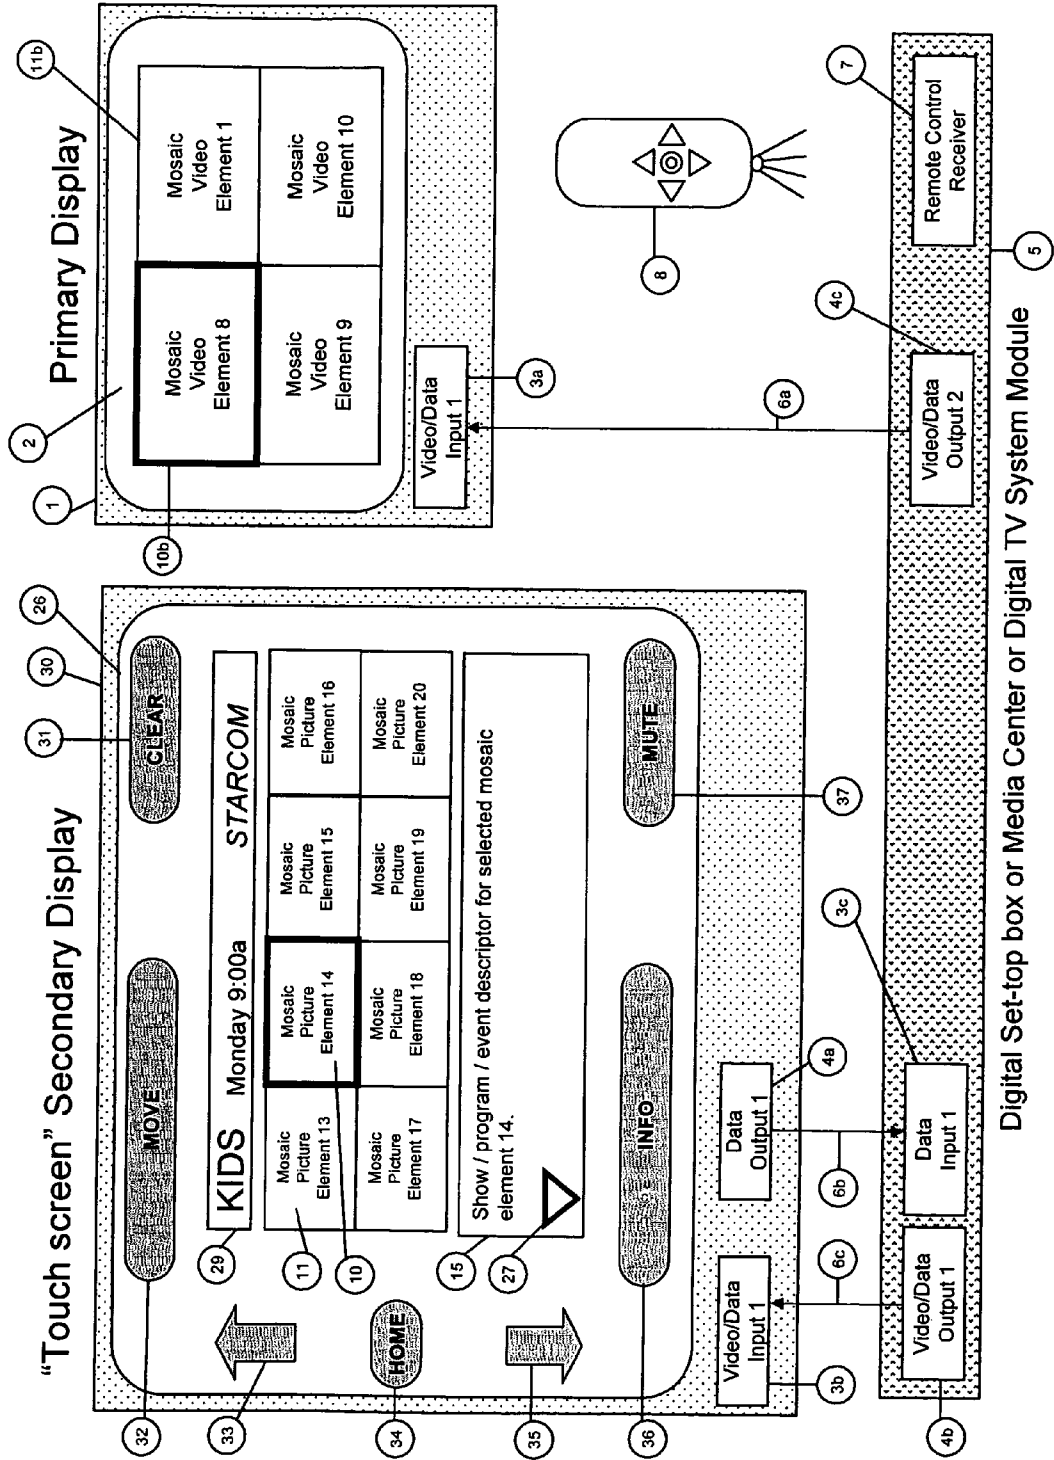 "Touch screen" Secondary Display
Primary Display
32
31
30
26
1
2
11b
MOVE
CLEAR
33
29
KIDS Monday 9:00a STARCOM
11
10
Mosaic
Picture
Element 13
Mosaic
Picture
Element 14
Mosaic
Picture
Element 15
Mosaic
Picture
Element 16
Mosaic
Picture
Element 17
Mosaic
Picture
Element 18
Mosaic
Picture
Element 19
Mosaic
Picture
Element 20
34
HOME
15
27
Show / program / event descriptor for selected mosaic
element 14.
35
36
INFO
MUTE
37
10b
Mosaic
Video
Element 8
Mosaic
Video
Element 1
Mosaic
Video
Element 9
Mosaic
Video
Element 10
Video/Data
Input 1
3a
8
3b
Video/Data
Input 1
Data
Output 1
4a
6c
6b
3c
6a
4c
7
4b
Video/Data
Output 1
Data
Input 1
Video/Data
Output 2
Remote Control
Receiver
5
Digital Set-top box or Media Center or Digital TV System Module